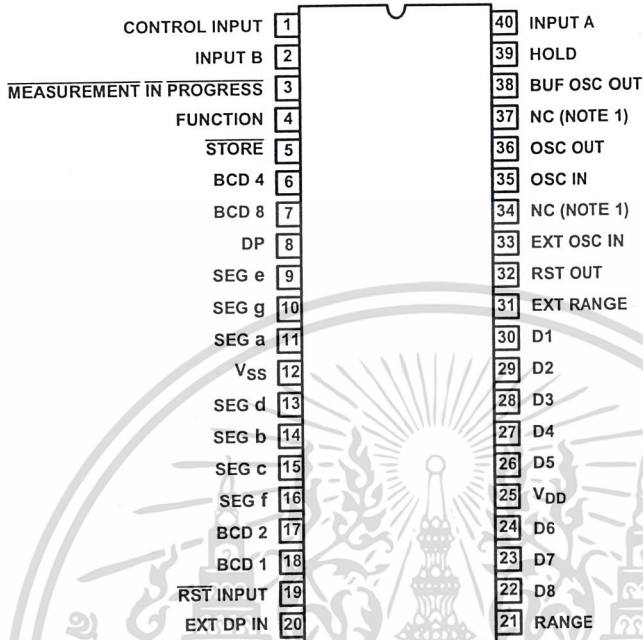 CONTROL INPUT 1
INPUT B 2
MEASUREMENT IN PROGRESS 3
FUNCTION 4
STORE 5
BCD 4 6
BCD 8 7
DP 8
SEG e 9
SEG g 10
SEG a 11
VSS 12
SEG d 13
SEG b 14
SEG c 15
SEG f 16
BCD 2 17
BCD 1 18
RST INPUT 19
EXT DP IN 20
40 INPUT A
39 HOLD
38 BUF OSC OUT
37 NC (NOTE 1)
36 OSC OUT
35 OSC IN
34 NC (NOTE 1)
33 EXT OSC IN
32 RST OUT
31 EXT RANGE
30 D1
29 D2
28 D3
27 D4
26 D5
25 VDD
24 D6
23 D7
22 D8
21 RANGE